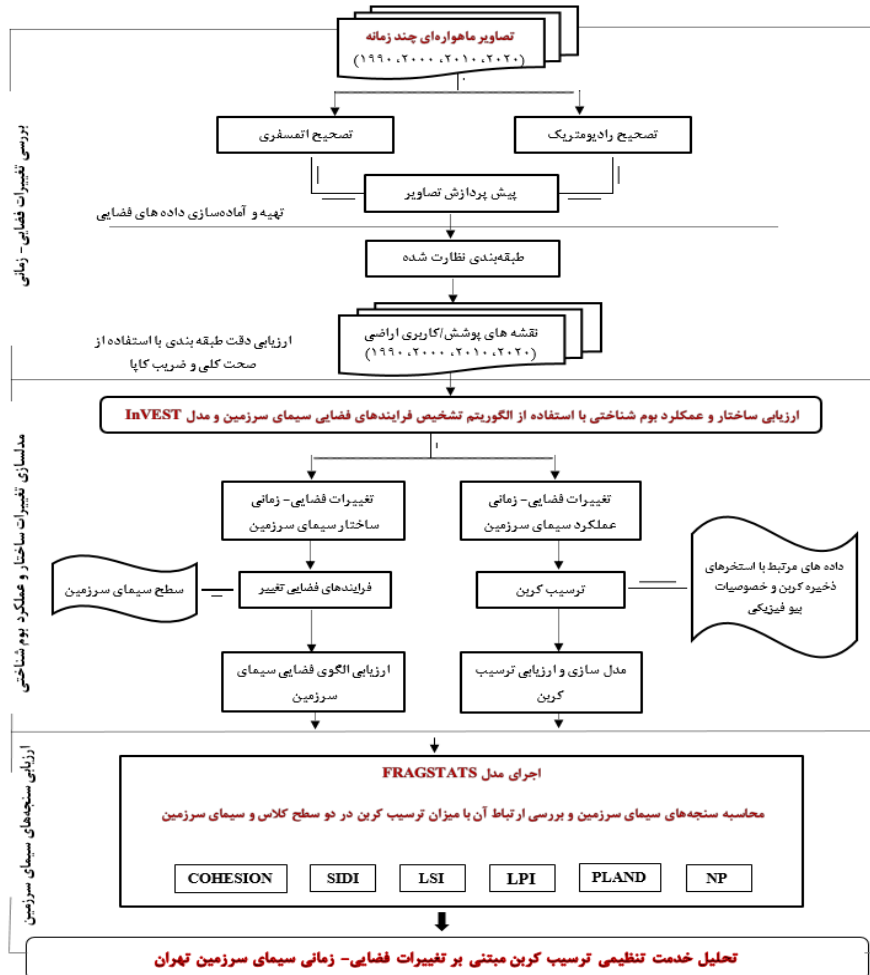 تصاویر ماهواره‌ای چند زمانه
(۱۹۹۰ ،۲۰۰۰ ،۲۰۱۰ ،۲۰۲۰)
تصحیح رادیومتریک
تصحیح اتمسفری
پیش پردازش تصاویر
تهیه و آماده‌سازی داده های فضایی
طبقه‌بندی نظارت شده
نقشه های پوشش/کاربری اراضی
(۱۹۹۰ ،۲۰۰۰ ،۲۰۱۰ ،۲۰۲۰)
ارزیابی دقت طبقه بندی با استفاده از
صحت کلی و ضریب کاپا
بررسی تغییرات فضایی- زمانی
ارزیابی ساختار و عمکلرد بوم شناختی با استفاده از الگوریتم تشخیص فرایندهای فضایی سیمای سرزمین و مدل InVEST
تغییرات فضایی- زمانی
عملکرد سیمای سرزمین
تغییرات فضایی- زمانی
ساختار سیمای سرزمین
داده های مرتبط با استخرهای
ذخیره کربن و خصوصیات
بیو فیزیکی
ترسیب کربن
فرایندهای فضایی تغییر
سطح سیمای سرزمین
مدل سازی و ارزیابی ترسیب
کربن
ارزیابی الگوی فضایی سیمای
سرزمین
مدلسازی تغییرات ساختار و عملکرد بوم شناختی
اجرای مدل FRAGSTATS
محاسبه سنجه‌های سیمای سرزمین و بررسی ارتباط آن با میزان ترسیب کربن در دو سطح کلاس و سیمای سرزمین
COHESION SIDI LSI LPI PLAND NP
ارزیابی سنجه‌های سیمای سرزمین
تحلیل خدمت تنظیمی ترسیب کربن مبتنی بر تغییرات فضایی- زمانی سیمای سرزمین تهران